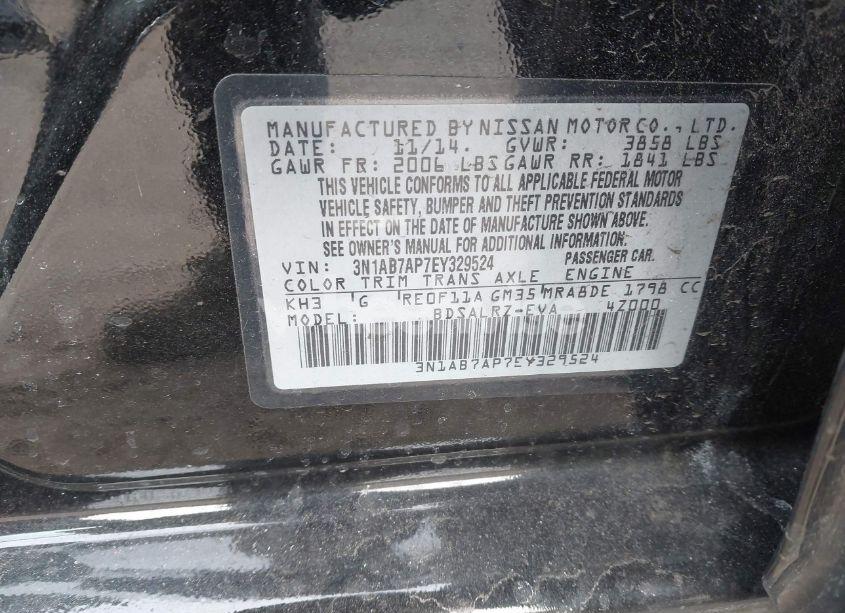 MANUFACTURED BY NISSAN MOTOR CO., LTD.
DATE: 11/14. GVWR: 3858 LBS
GAWR FR: 2006 LBS GAWR RR: 1841 LBS
THIS VEHICLE CONFORMS TO ALL APPLICABLE FEDERAL MOTOR
VEHICLE SAFETY, BUMPER AND THEFT PREVENTION STANDARDS
IN EFFECT ON THE DATE OF MANUFACTURE SHOWN ABOVE.
SEE OWNER'S MANUAL FOR ADDITIONAL INFORMATION.
VIN: 3N1AB7AP7EY329524 PASSENGER CAR.
COLOR TRIM TRANS AXLE ENGINE
KH3 G RE0F11A GM35 MRA8DE 1798 CC
MODEL: BDSALRZ-EVA 4Z000
3N1AB7AP7EY329524